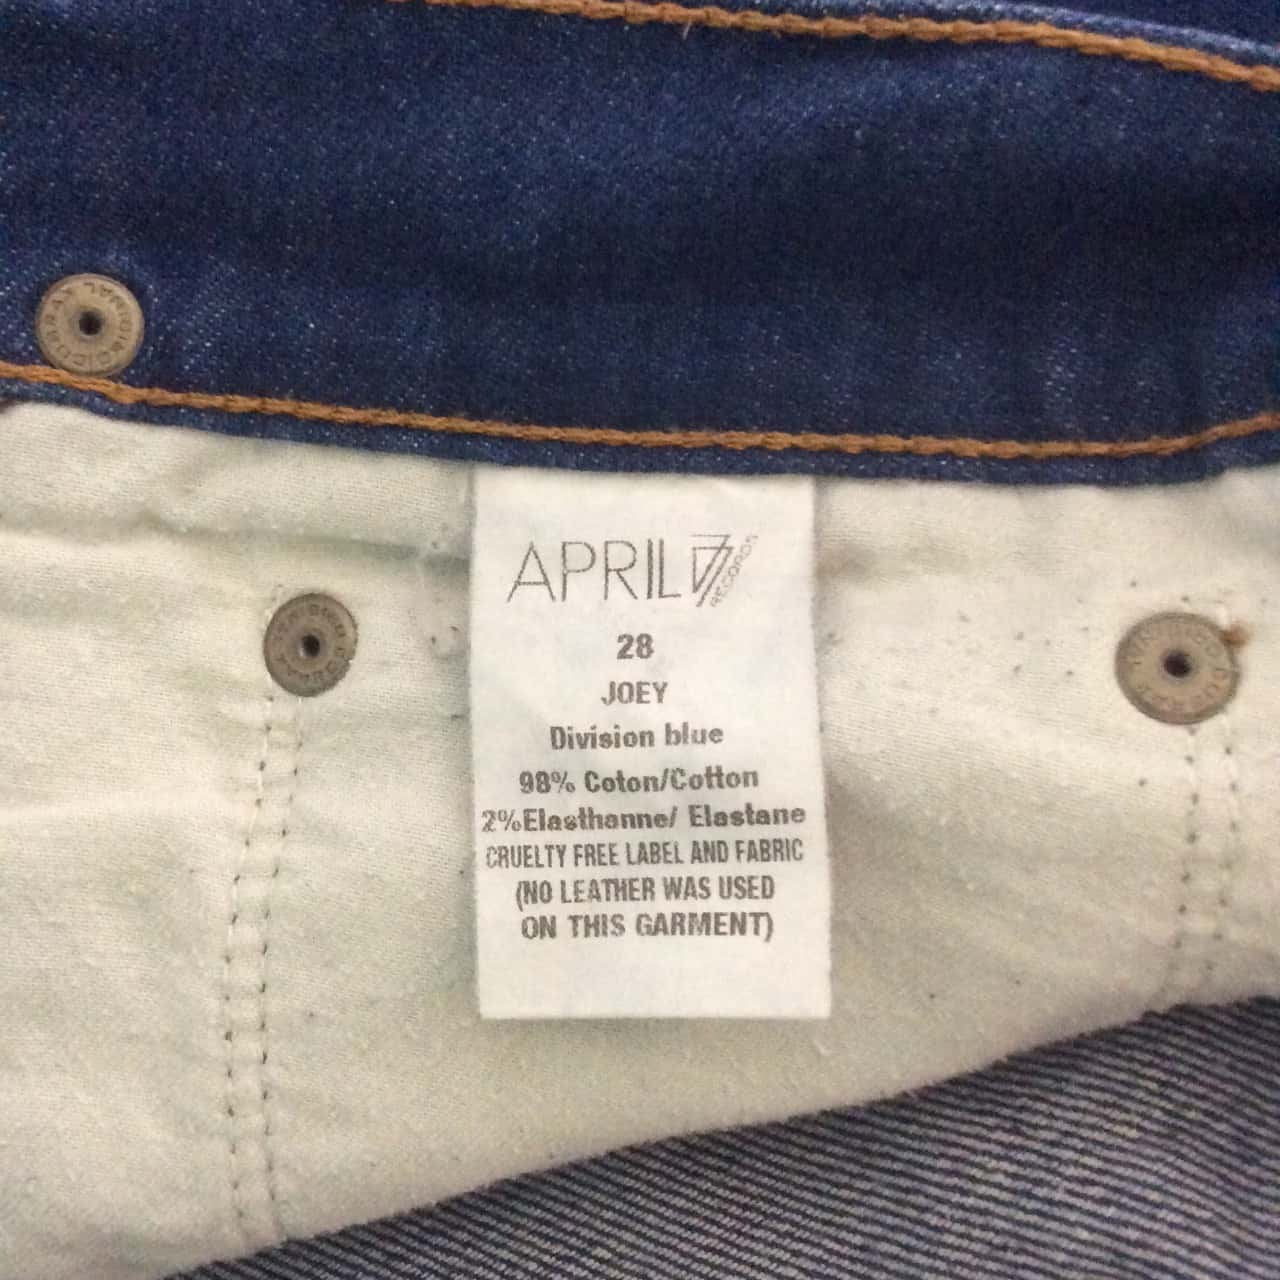 APRIL77 RECORDS
28
JOEY
Division blue
98% Coton/Cotton
2%Elasthanne/ Elastane
CRUELTY FREE LABEL AND FABRIC
(NO LEATHER WAS USED
ON THIS GARMENT)